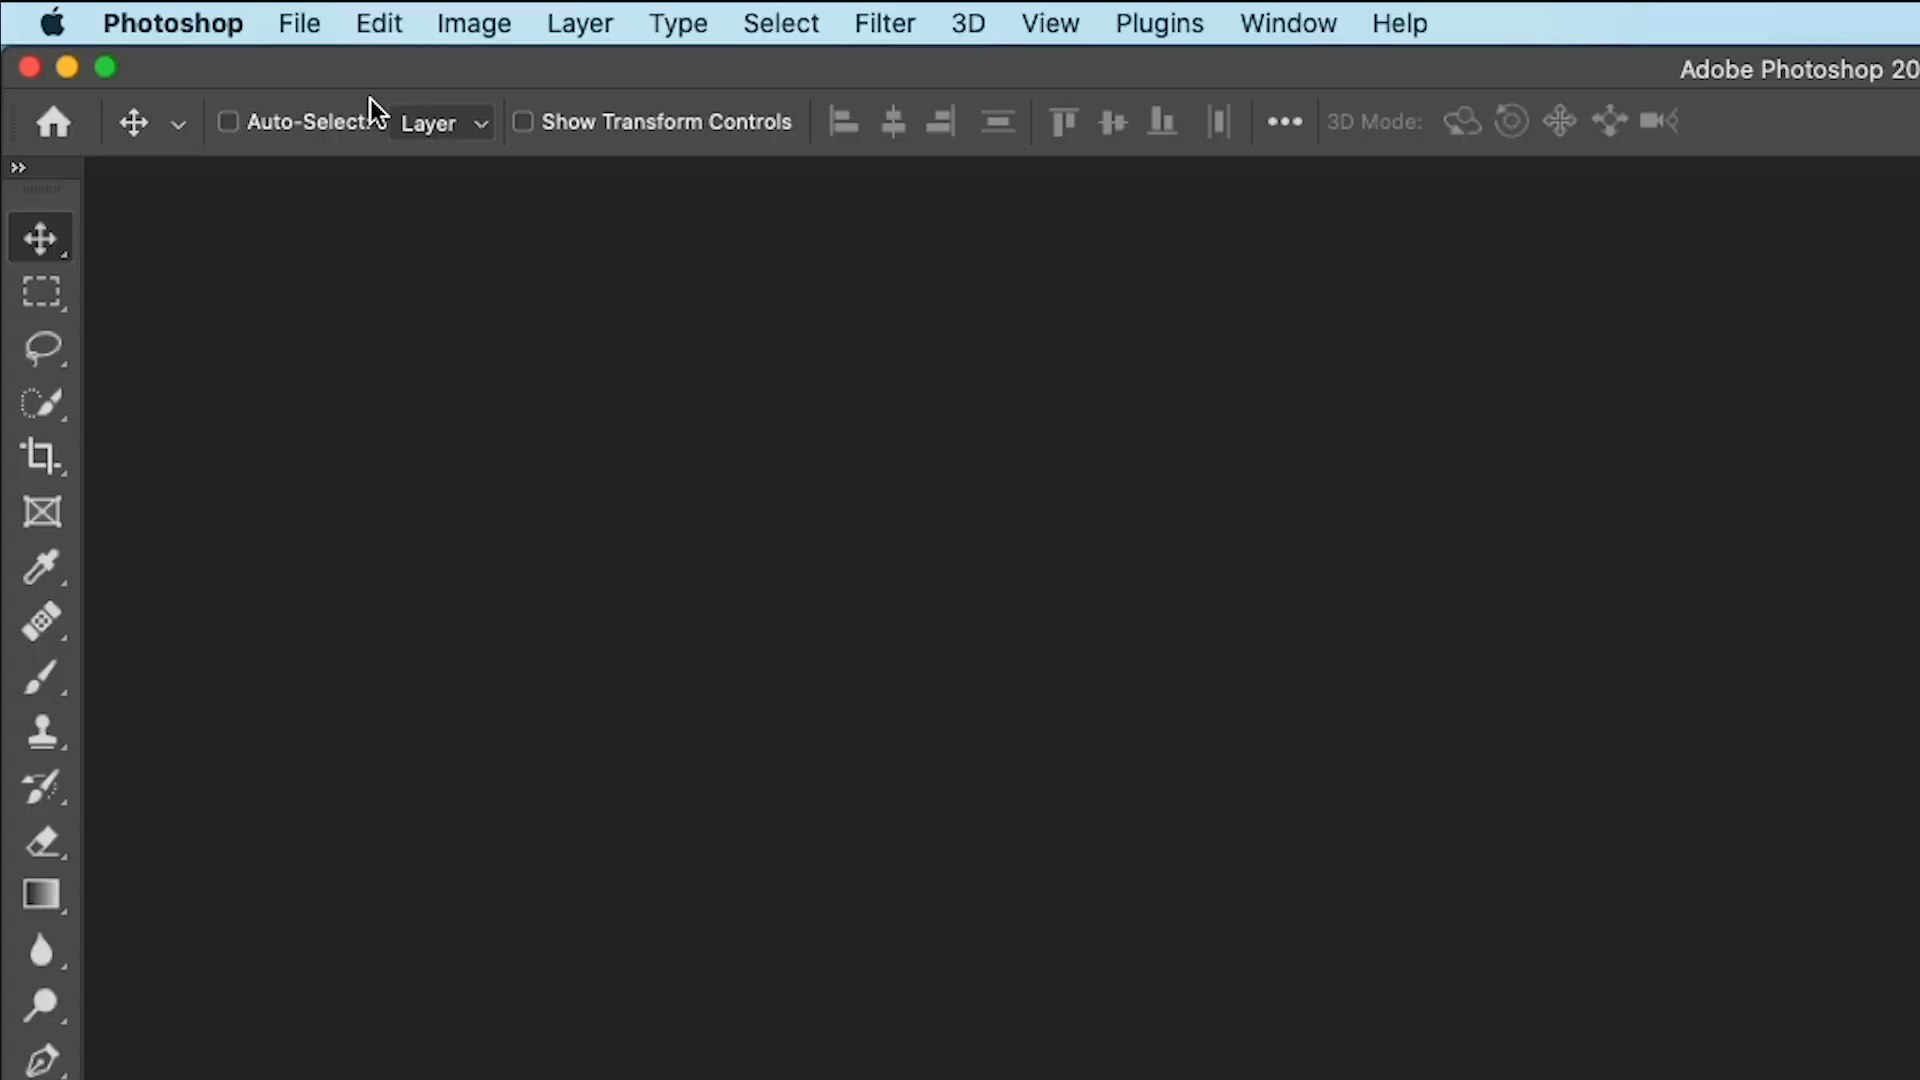 Photoshop File Edit Image Layer Type Select Filter 3D View Plugins Window Help
Adobe Photoshop 20
Auto-Select: Layer Show Transform Controls 3D Mode: